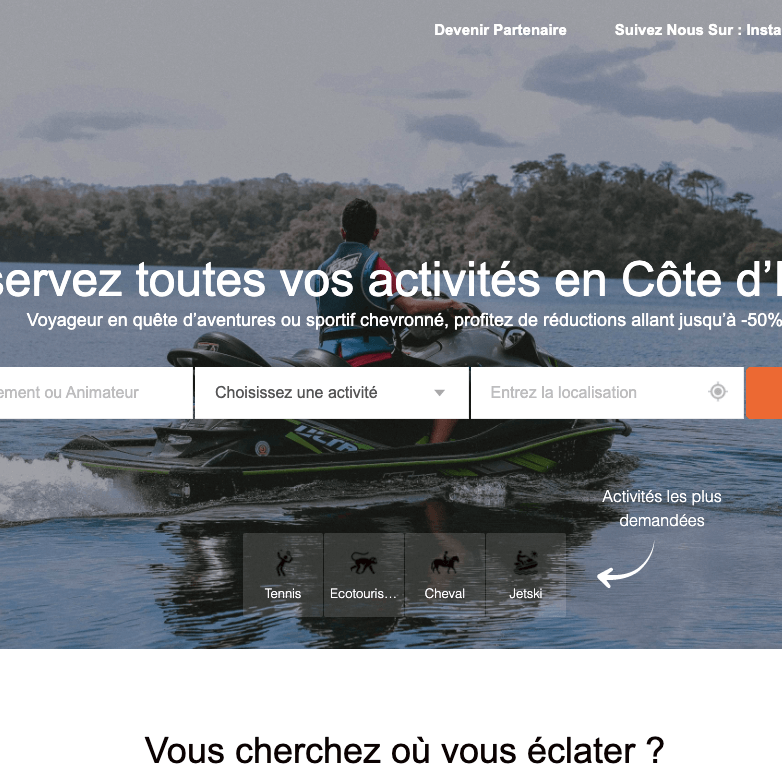 Devenir Partenaire Suivez Nous Sur : Insta
servez toutes vos activités en Côte d'I
Voyageur en quête d'aventures ou sportif chevronné, profitez de réductions allant jusqu'à -50%
ement ou Animateur Choisissez une activité Entrez la localisation
ULTRA
Activités les plus
demandées
Tennis Ecotouris... Cheval Jetski
Vous cherchez où vous éclater ?